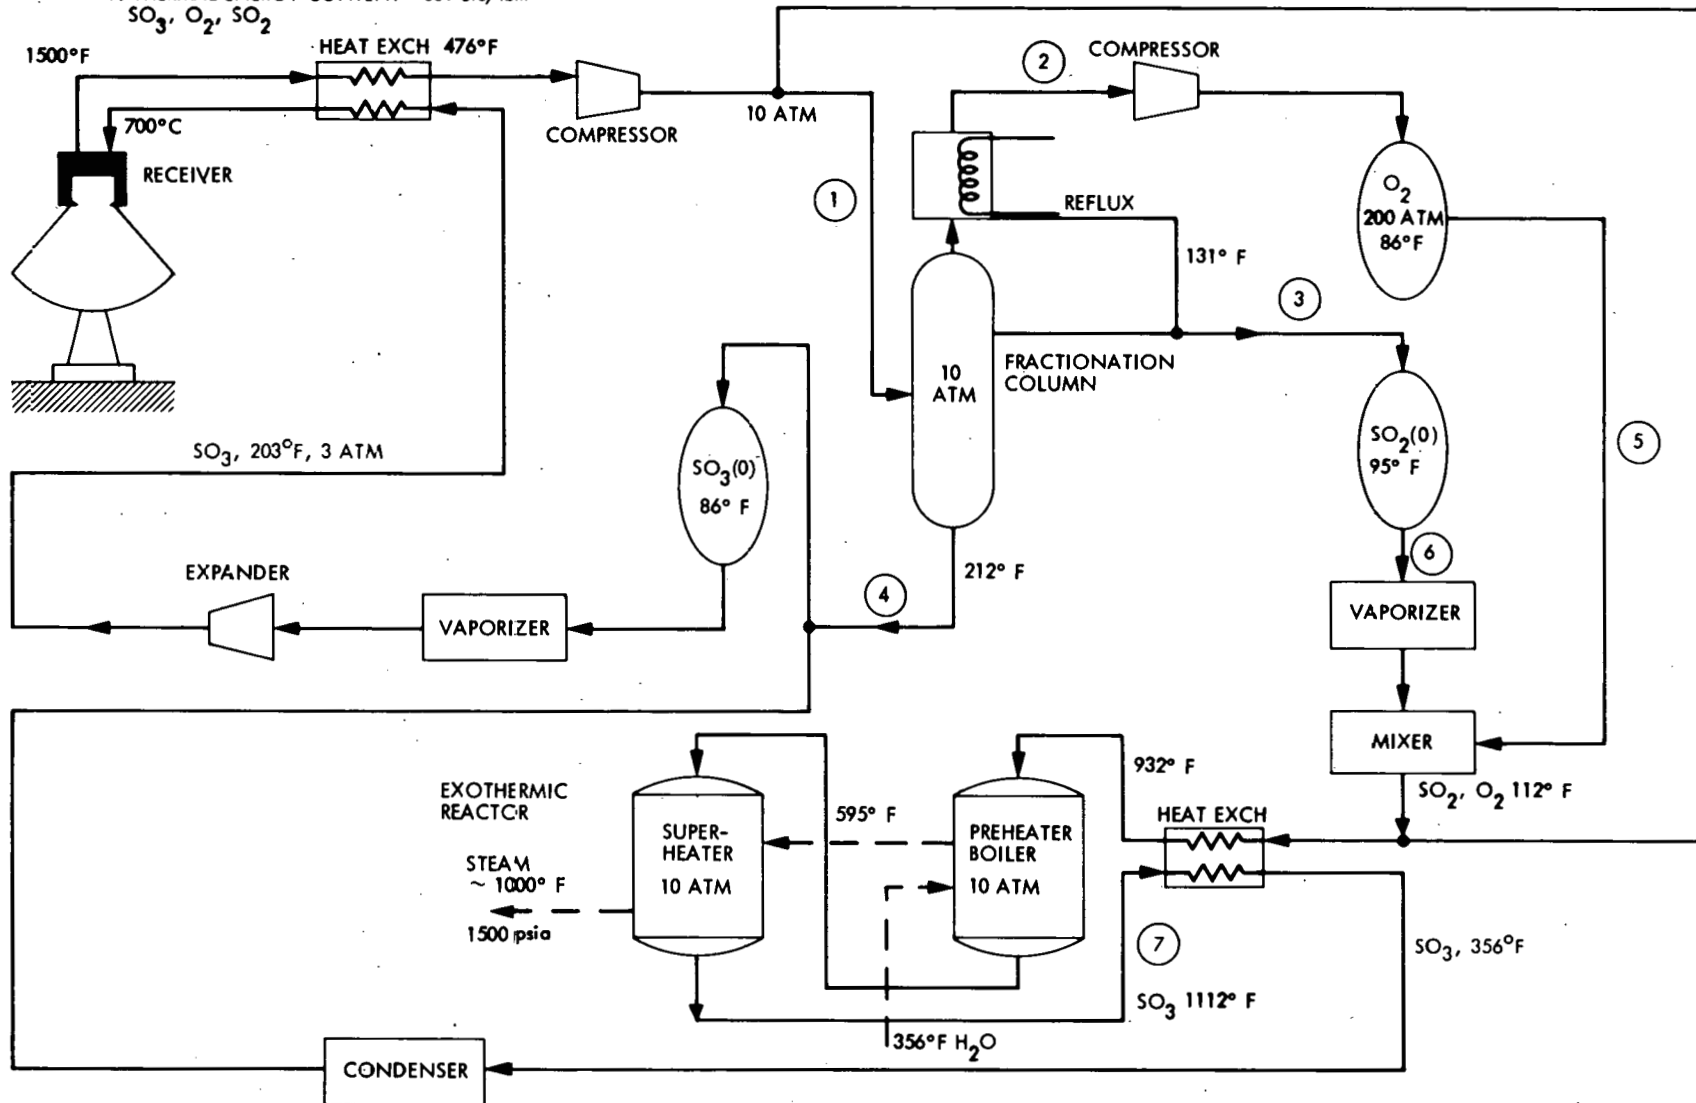 SO3, O2, SO2
1500°F
HEAT EXCH 476°F
700°C
RECEIVER
COMPRESSOR
10 ATM
1
2
COMPRESSOR
REFLUX
131° F
O2
200 ATM
86°F
3
FRACTIONATION
COLUMN
10
ATM
5
SO2(0)
95° F
SO3, 203°F, 3 ATM
SO3(0)
86° F
6
EXPANDER
VAPORIZER
4
212° F
VAPORIZER
MIXER
SO2, O2 112° F
EXOTHERMIC
REACTOR
SUPER-
HEATER
10 ATM
595° F
PREHEATER
BOILER
10 ATM
932° F
HEAT EXCH
STEAM
~ 1000° F
1500 psia
7
SO3 1112° F
SO3, 356°F
356°F H2O
CONDENSER